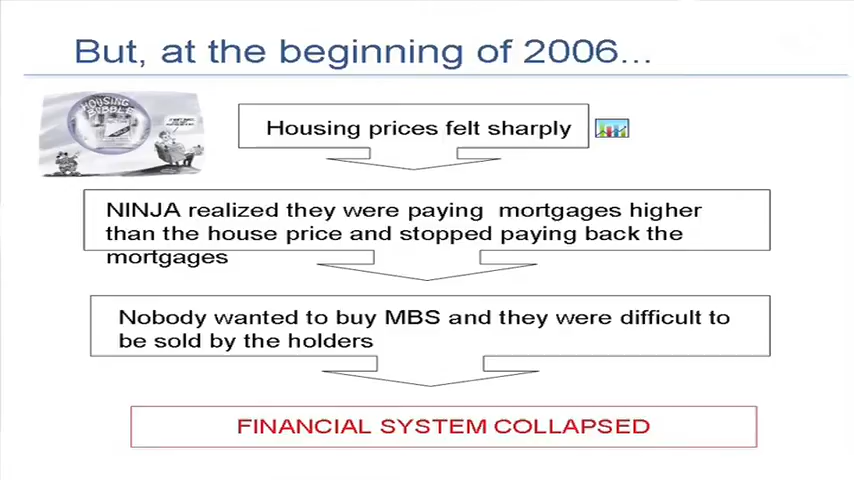 But, at the beginning of 2006...
HOUSING
BUBBLE
Housing prices felt sharply
NINJA realized they were paying mortgages higher
than the house price and stopped paying back the
mortgages
Nobody wanted to buy MBS and they were difficult to
be sold by the holders
FINANCIAL SYSTEM COLLAPSED